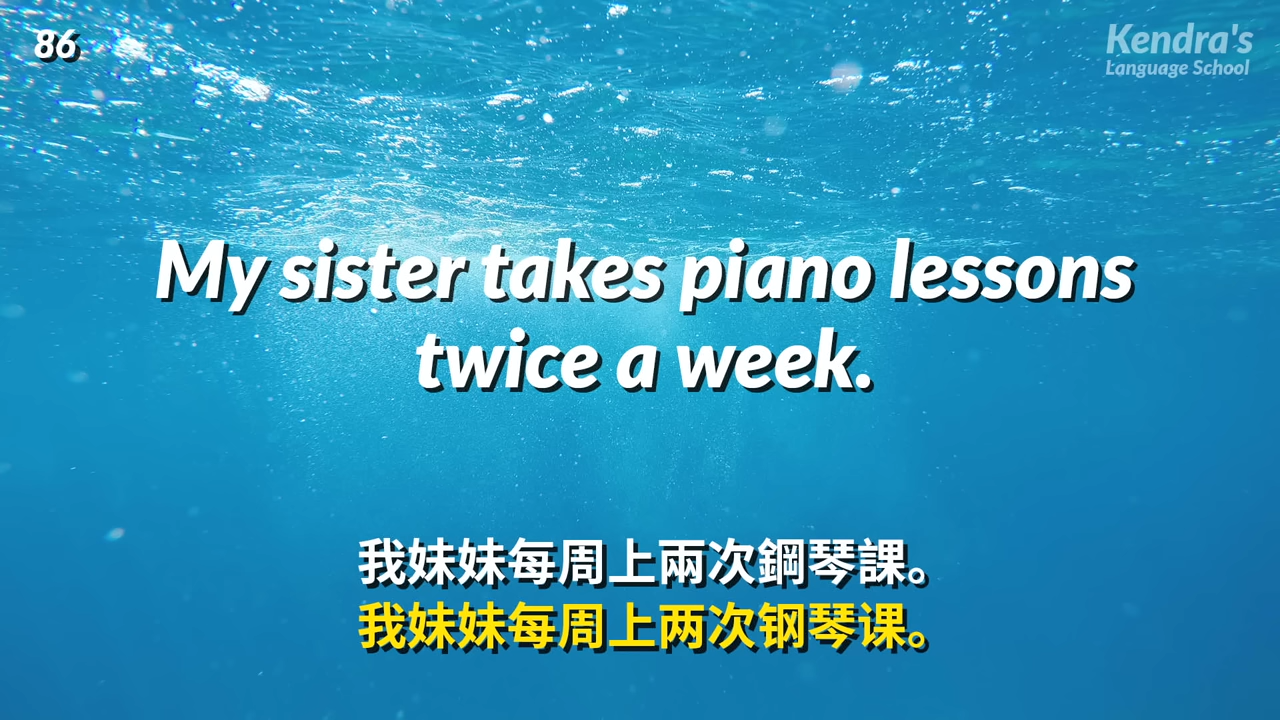 86
Kendra's
Language School
My sister takes piano lessons
twice a week.
我妹妹每周上兩次鋼琴課。
我妹妹每周上两次钢琴课。